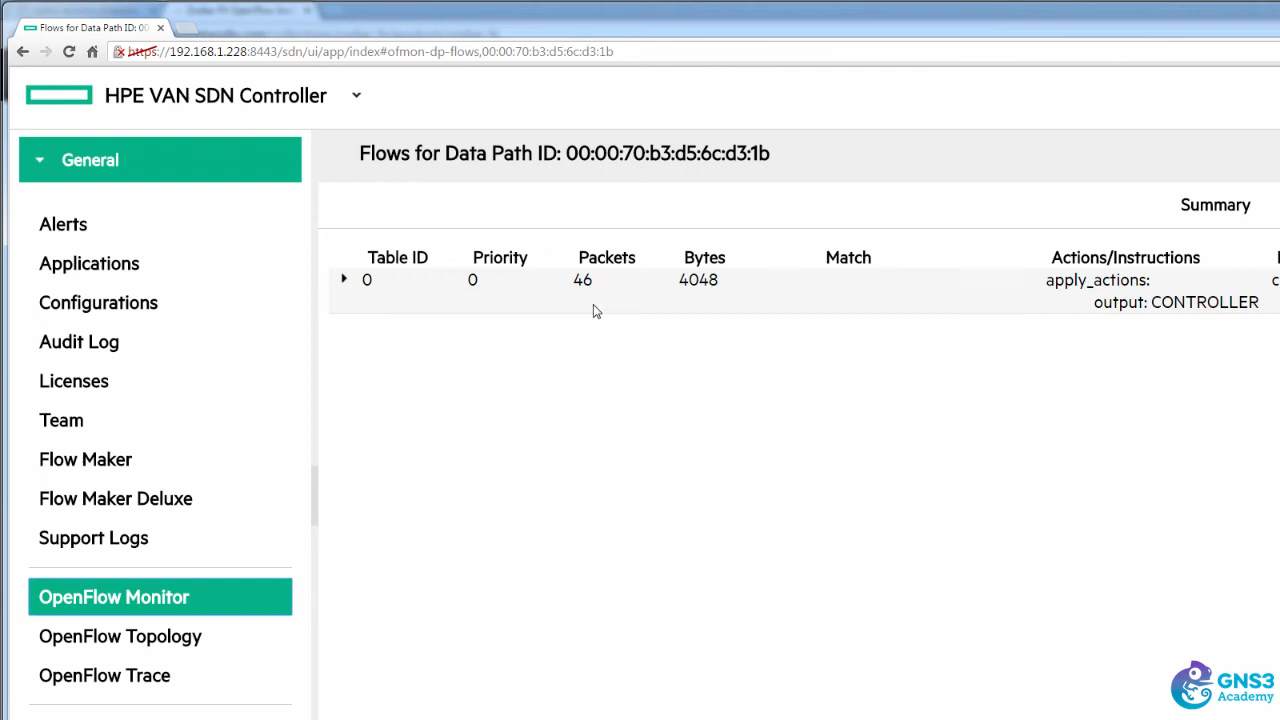 Flows for Data Path ID: 00
https://192.168.1.228:8443/sdn/ui/app/index#ofmon-dp-flows,00:00:70:b3:d5:6c:d3:1b
HPE VAN SDN Controller
General
Flows for Data Path ID: 00:00:70:b3:d5:6c:d3:1b
Summary
Alerts
Applications
Configurations
Audit Log
Licenses
Team
Flow Maker
Flow Maker Deluxe
Support Logs
OpenFlow Monitor
OpenFlow Topology
OpenFlow Trace
Table ID Priority Packets Bytes Match Actions/Instructions
0 0 46 4048 apply_actions:
output: CONTROLLER
GNS3
Academy